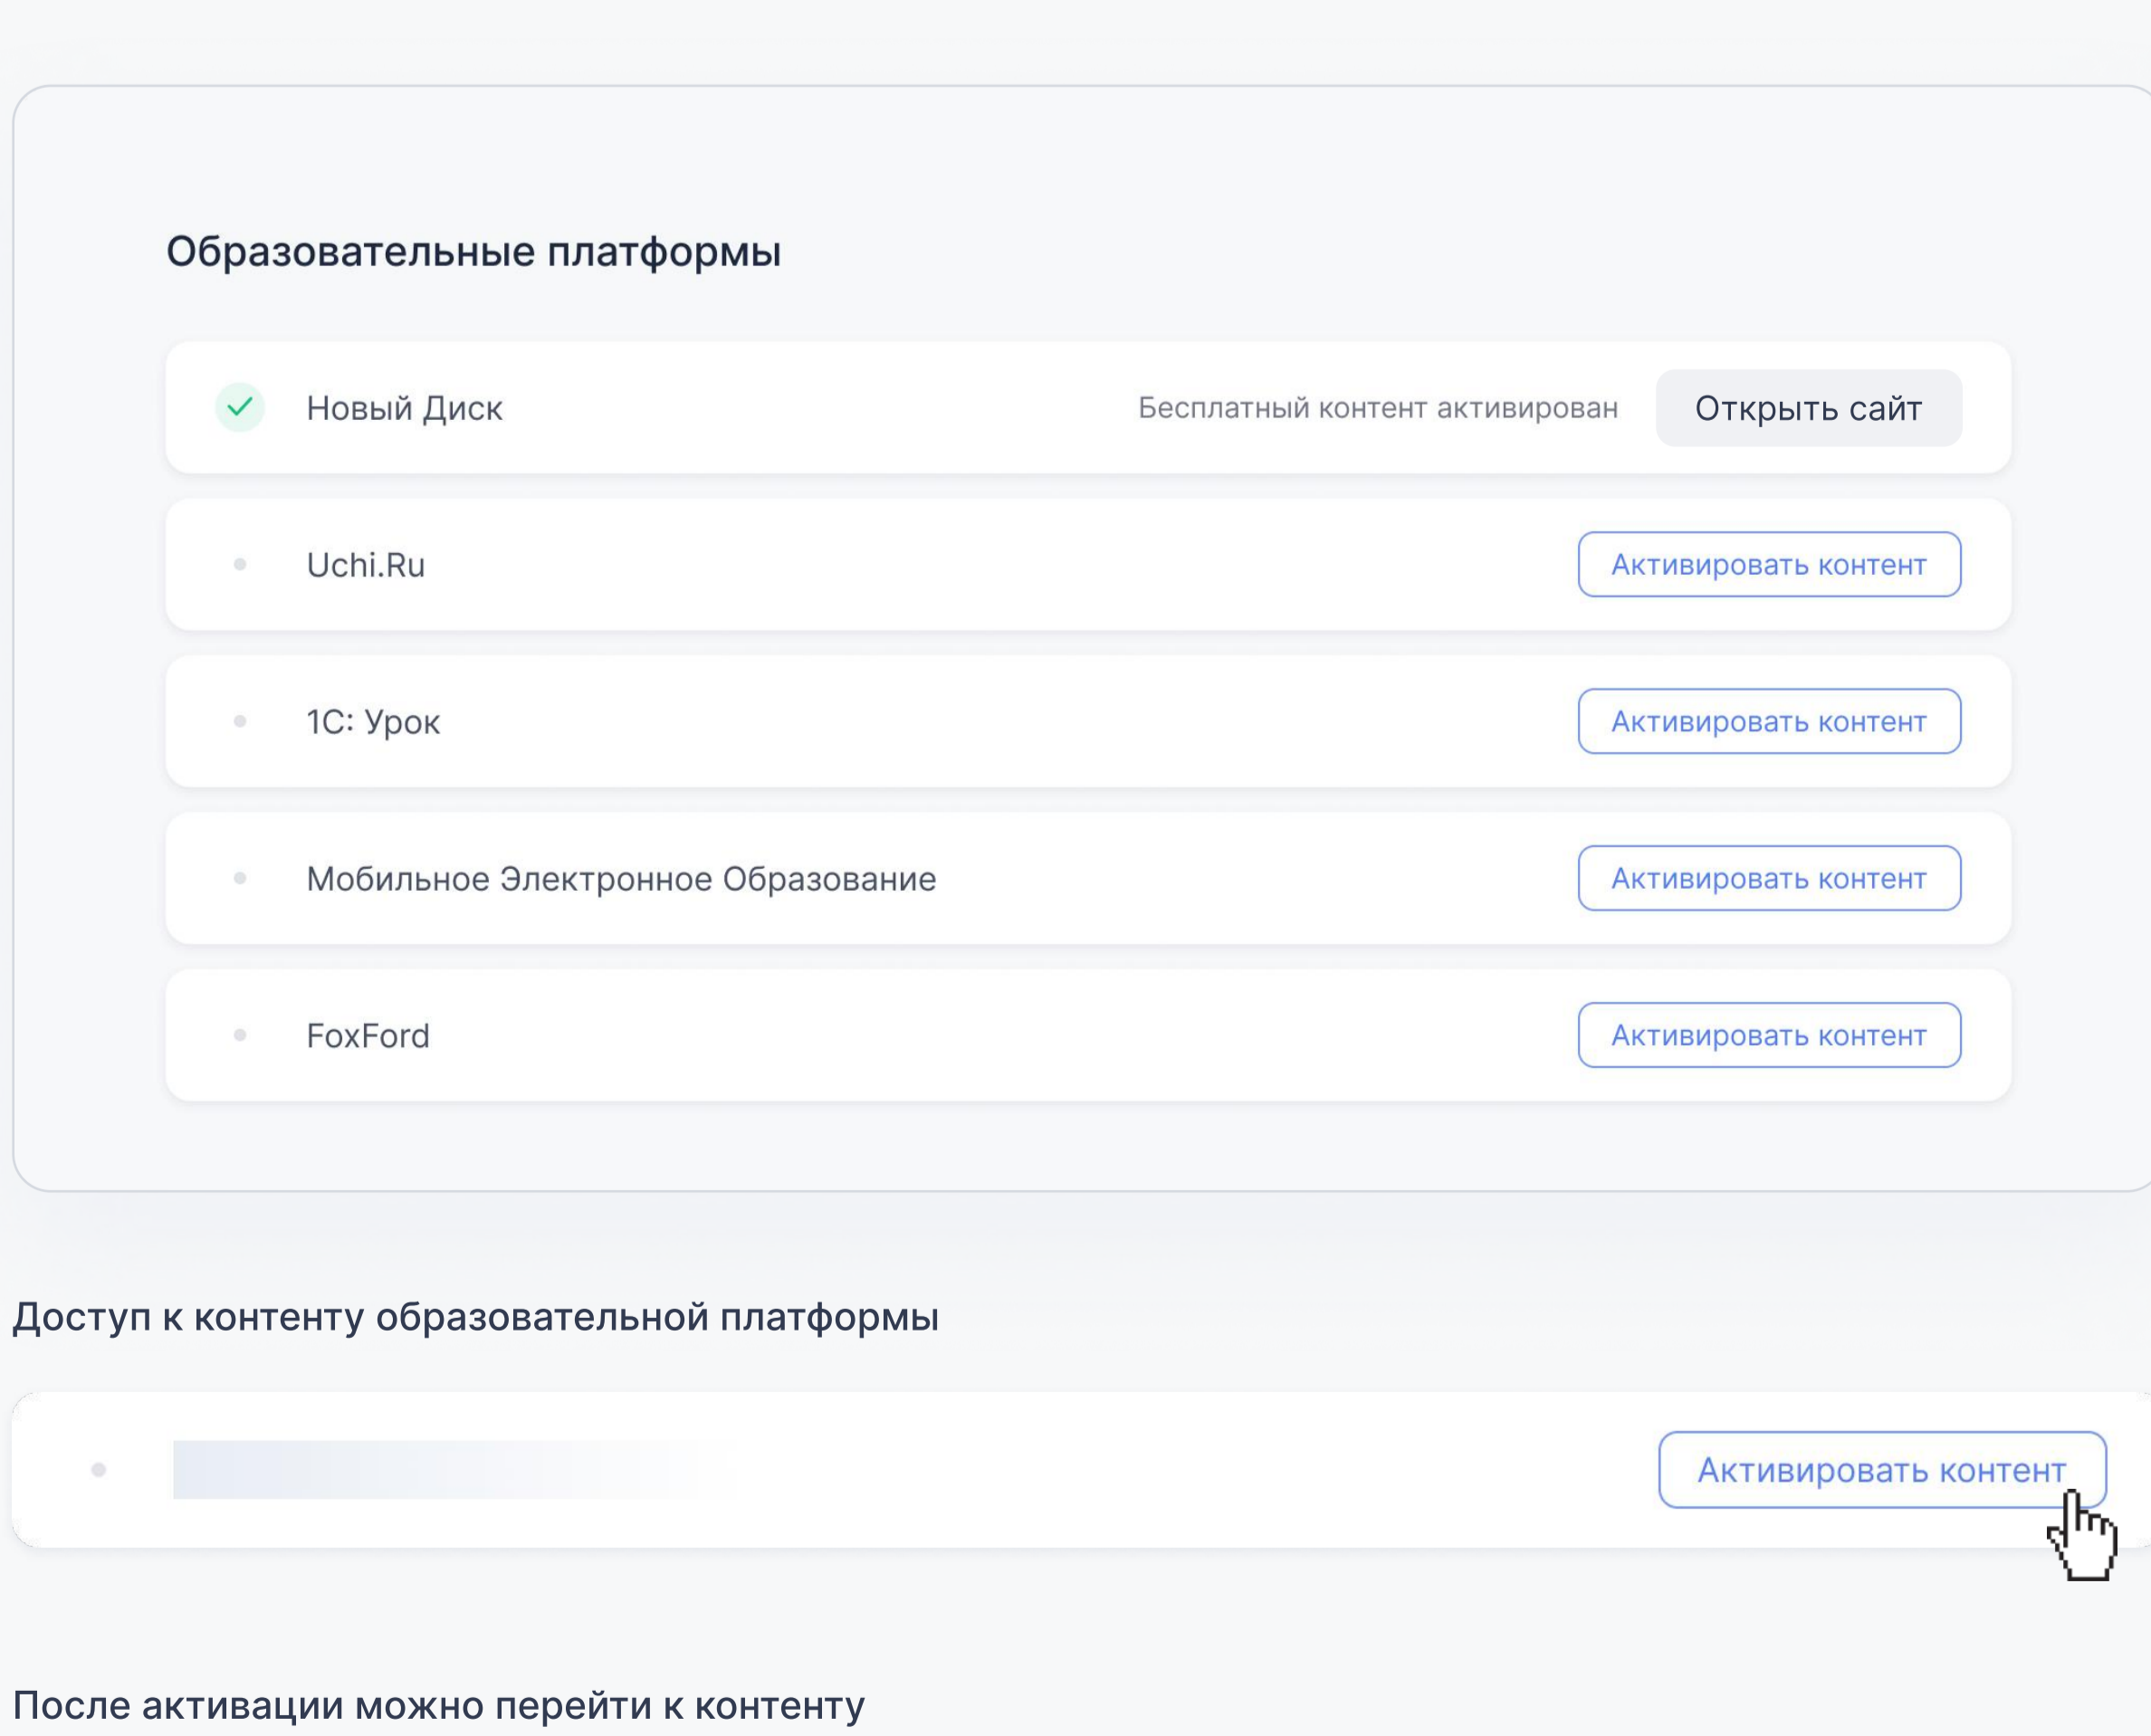 Образовательные платформы
Новый Диск Бесплатный контент активирован Открыть сайт
Uchi.Ru Активировать контент
1С: Урок Активировать контент
Мобильное Электронное Образование Активировать контент
FoxFord Активировать контент
Доступ к контенту образовательной платформы
Активировать контент
После активации можно перейти к контенту